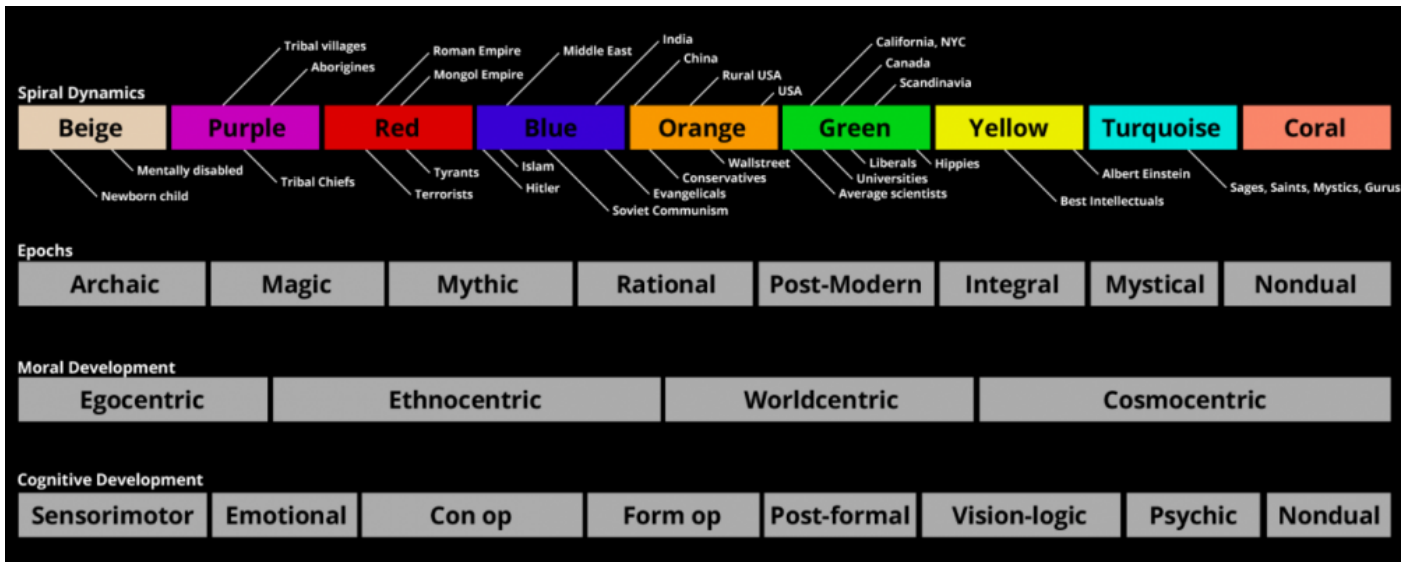 Tribal villages
Aborigines
Roman Empire
Mongol Empire
Middle East
India
China
Rural USA
USA
California, NYC
Canada
Scandinavia
Spiral Dynamics
Beige
Purple
Red
Blue
Orange
Green
Yellow
Turquoise
Coral
Newborn child
Mentally disabled
Tribal Chiefs
Terrorists
Tyrants
Hitler
Islam
Soviet Communism
Evangelicals
Conservatives
Wallstreet
Average scientists
Universities
Liberals
Hippies
Best Intellectuals
Albert Einstein
Sages, Saints, Mystics, Gurus
Epochs
Archaic
Magic
Mythic
Rational
Post-Modern
Integral
Mystical
Nondual
Moral Development
Egocentric
Ethnocentric
Worldcentric
Cosmocentric
Cognitive Development
Sensorimotor
Emotional
Con op
Form op
Post-formal
Vision-logic
Psychic
Nondual